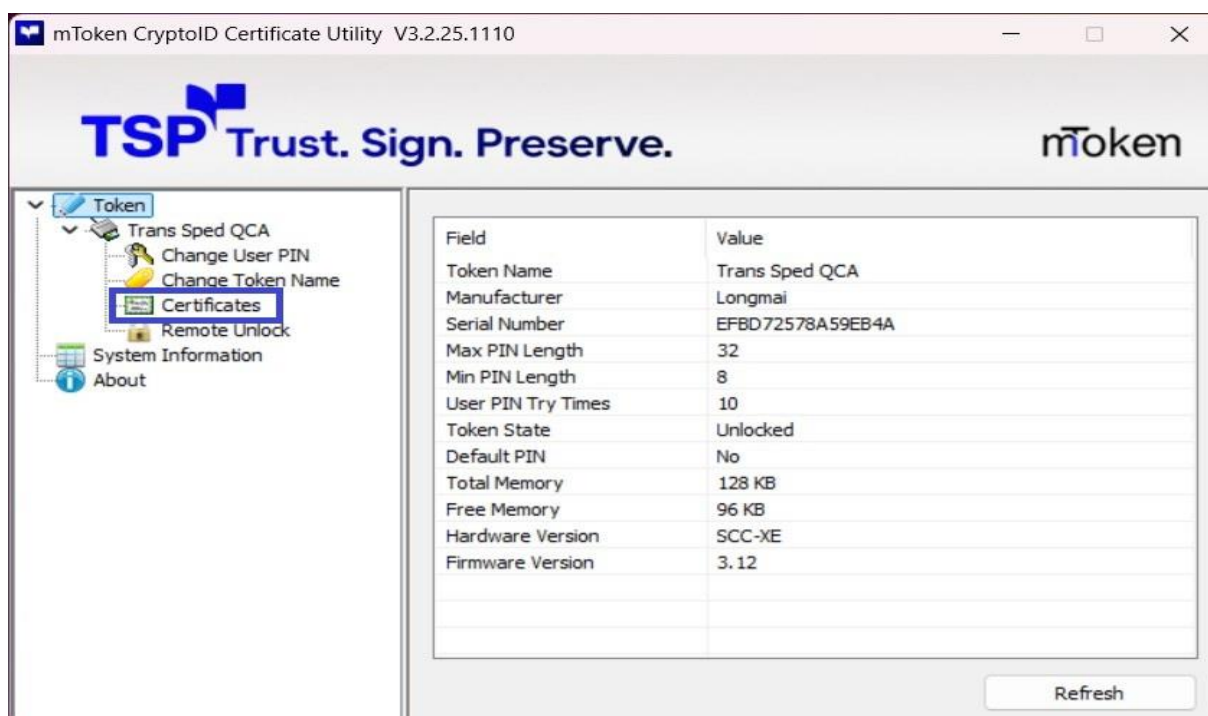 mToken CryptoID Certificate Utility V3.2.25.1110
TSP Trust. Sign. Preserve.
mToken
Token
Trans Sped QCA
Change User PIN
Change Token Name
Certificates
Remote Unlock
System Information
About
Field Value
Token Name Trans Sped QCA
Manufacturer Longmai
Serial Number EFBD72578A59EB4A
Max PIN Length 32
Min PIN Length 8
User PIN Try Times 10
Token State Unlocked
Default PIN No
Total Memory 128 KB
Free Memory 96 KB
Hardware Version SCC-XE
Firmware Version 3.12
Refresh